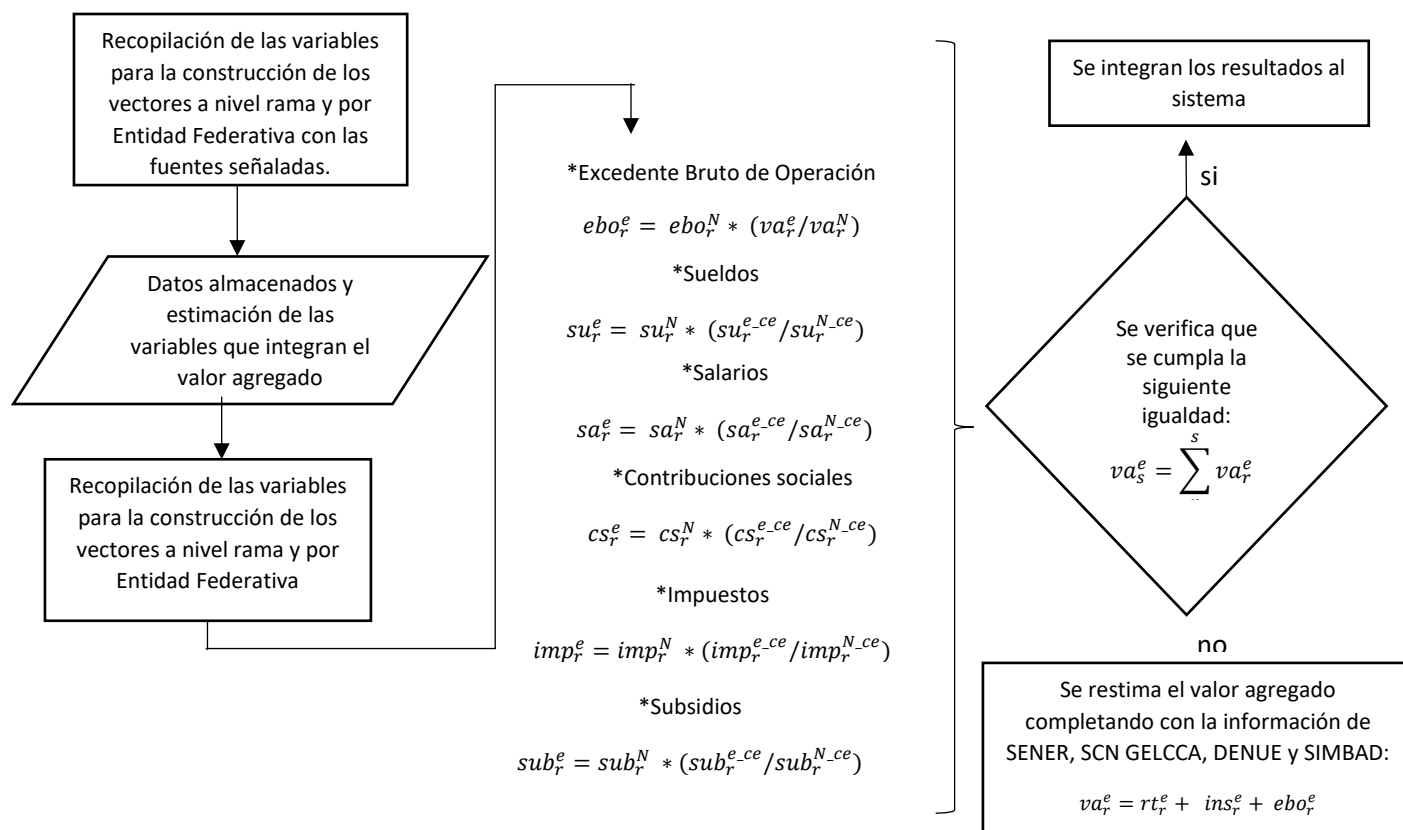 Recopilación de las variables
para la construcción de los
vectores a nivel rama y por
Entidad Federativa con las
fuentes señaladas.
Datos almacenados y
estimación de las
variables que integran el
valor agregado
Recopilación de las variables
para la construcción de los
vectores a nivel rama y por
Entidad Federativa
*Excedente Bruto de Operación
ebo_r^e = ebo_r^N * (va_r^e/va_r^N)
*Sueldos
su_r^e = su_r^N * (su_r^{e_ce}/su_r^{N_ce})
*Salarios
sa_r^e = sa_r^N * (sa_r^{e_ce}/sa_r^{N_ce})
*Contribuciones sociales
cs_r^e = cs_r^N * (cs_r^{e_ce}/cs_r^{N_ce})
*Impuestos
imp_r^e = imp_r^N * (imp_r^{e_ce}/imp_r^{N_ce})
*Subsidios
sub_r^e = sub_r^N * (sub_r^{e_ce}/sub_r^{N_ce})
Se integran los resultados al
sistema
si
Se verifica que
se cumpla la
siguiente
igualdad:
va_s^e = ∑^s va_r^e
no
Se restima el valor agregado
completando con la información de
SENER, SCN GELCCA, DENUE y SIMBAD:
va_r^e = rt_r^e + ins_r^e + ebo_r^e